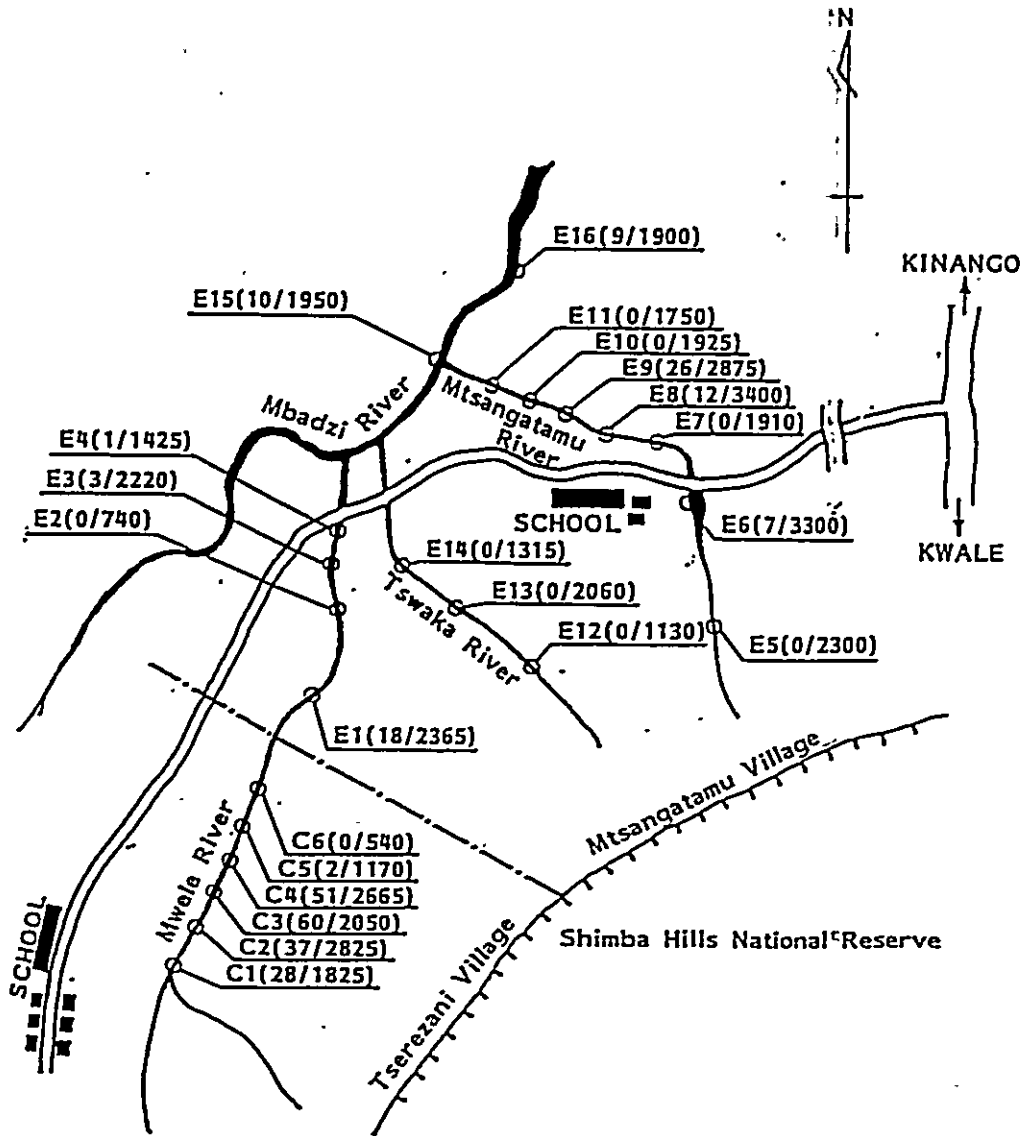 N
E16(9/1900)
KINANGO
E15(10/1950)
E11(0/1750)
E10(0/1925)
E9(26/2875)
E8(12/3400)
E7(0/1910)
Mbadzi River
Mtsangatamu
River
E4(1/1425)
E3(3/2220)
E2(0/740)
SCHOOL
E6(7/3300)
KWALE
E14(0/1315)
E13(0/2060)
Tswaka River
E12(0/1130)
E5(0/2300)
E1(18/2365)
Mtsangatamu Village
Mwele River
C6(0/540)
C5(2/1170)
C4(51/2665)
C3(60/2050)
C2(37/2825)
C1(28/1825)
SCHOOL
Shimba Hills National Reserve
Tserezani Village